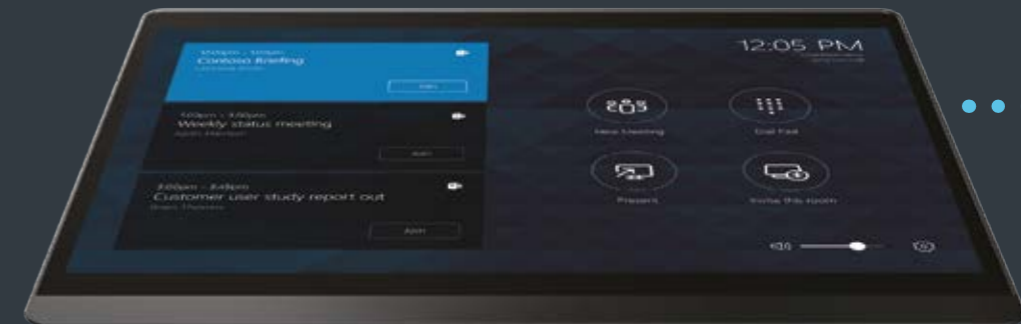 Contoso Briefing
Join
Weekly status meeting
Join
Customer user study report out
Join
12:05 PM
New Meeting
Dial Pad
Present
Invite this room